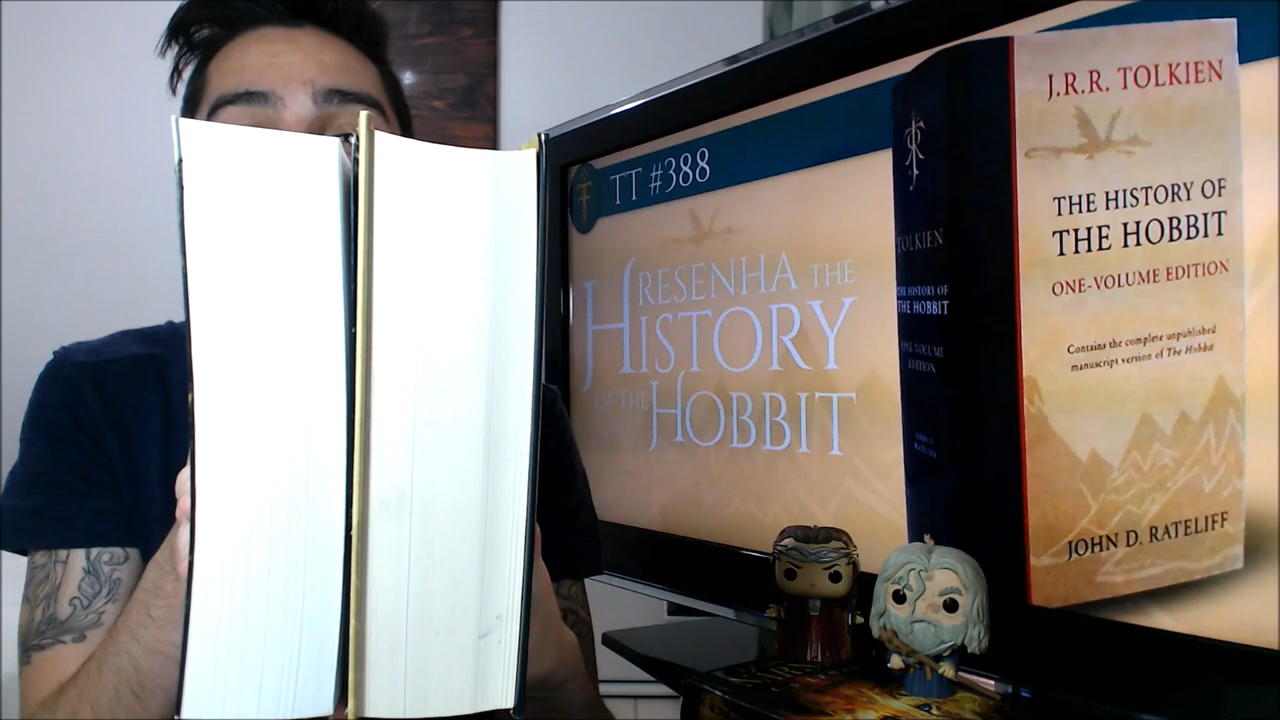 TT #388
RESENHA THE
HISTORY
OF THE HOBBIT
TOLKIEN
THE HISTORY OF
THE HOBBIT
ONE-VOLUME
EDITION
J.R.R. TOLKIEN
THE HISTORY OF
THE HOBBIT
ONE-VOLUME EDITION
Contains the complete unpublished
manuscript version of The Hobbit
JOHN D. RATELIFF